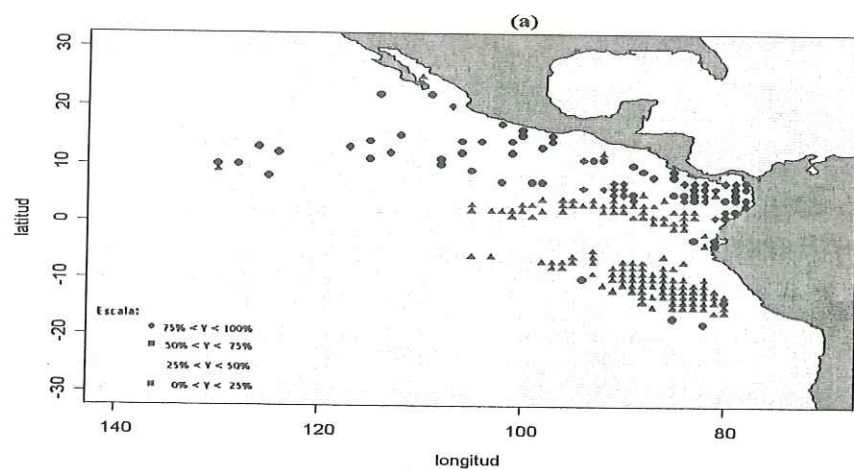 (a)
30
20
10
0
-10
-20
-30
latitud
Escala:
75% < Y < 100%
50% < Y < 75%
25% < Y < 50%
0% < Y < 25%
140 120 100 80
longitud